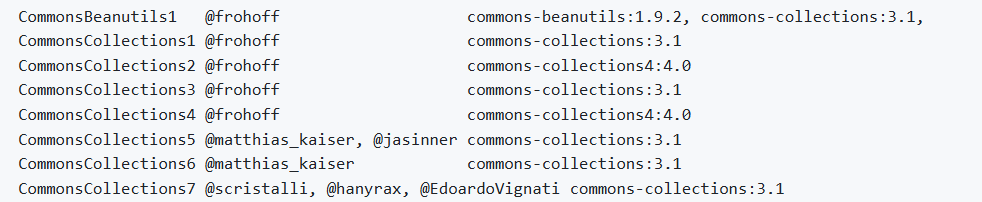 CommonsBeanutils1 @frohoff commons-beanutils:1.9.2, commons-collections:3.1,
CommonsCollections1 @frohoff commons-collections:3.1
CommonsCollections2 @frohoff commons-collections4:4.0
CommonsCollections3 @frohoff commons-collections:3.1
CommonsCollections4 @frohoff commons-collections4:4.0
CommonsCollections5 @matthias_kaiser, @jasinner commons-collections:3.1
CommonsCollections6 @matthias_kaiser commons-collections:3.1
CommonsCollections7 @scristalli, @hanyrax, @EdoardoVignati commons-collections:3.1